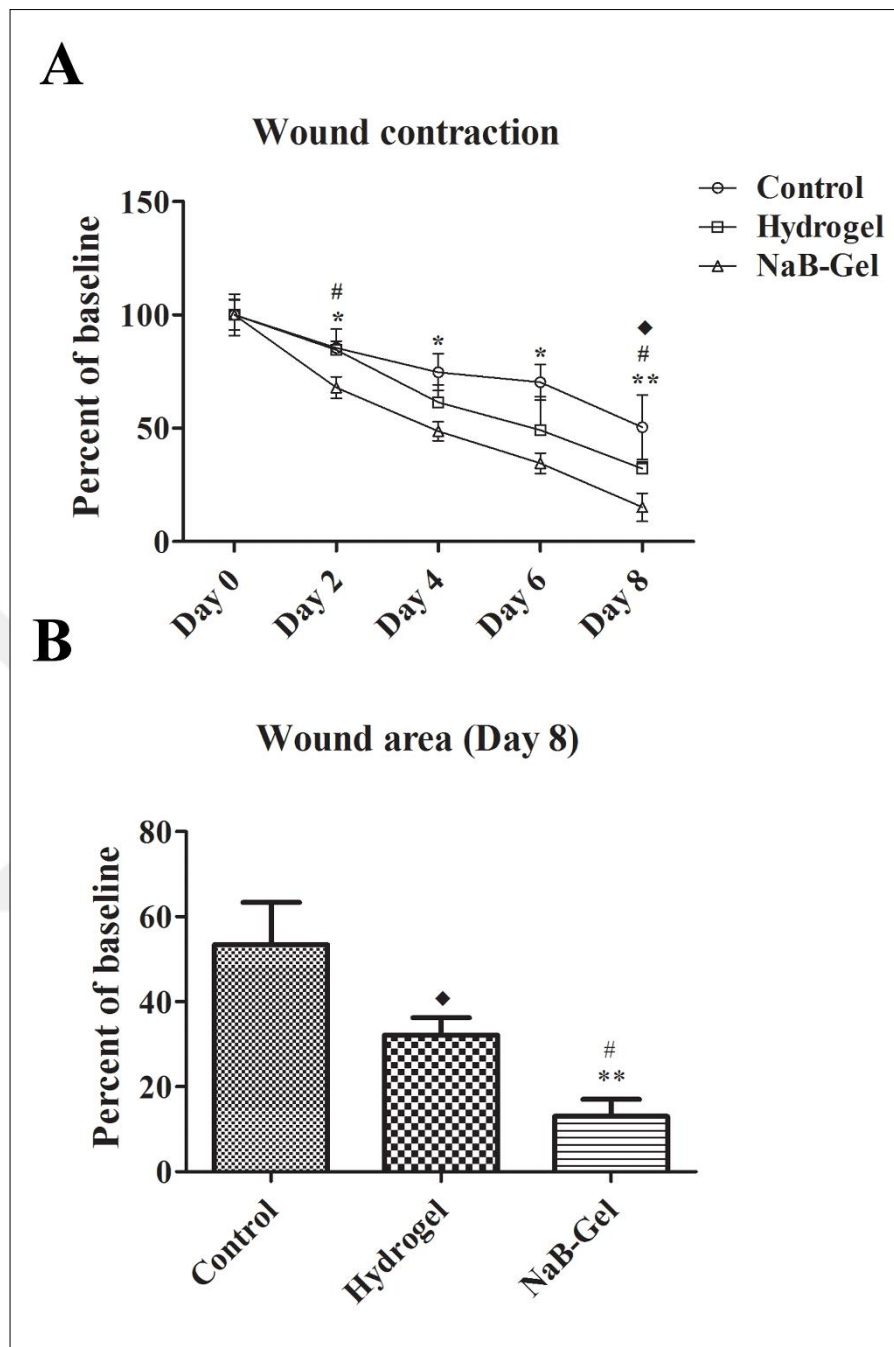 A
Wound contraction
Control
Hydrogel
NaB-Gel
Percent of baseline
150
100
50
0
#
*
*
*
◆
#
**
Day 0
Day 2
Day 4
Day 6
Day 8
B
Wound area (Day 8)
Percent of baseline
80
60
40
20
0
◆
#
**
Control
Hydrogel
NaB-Gel